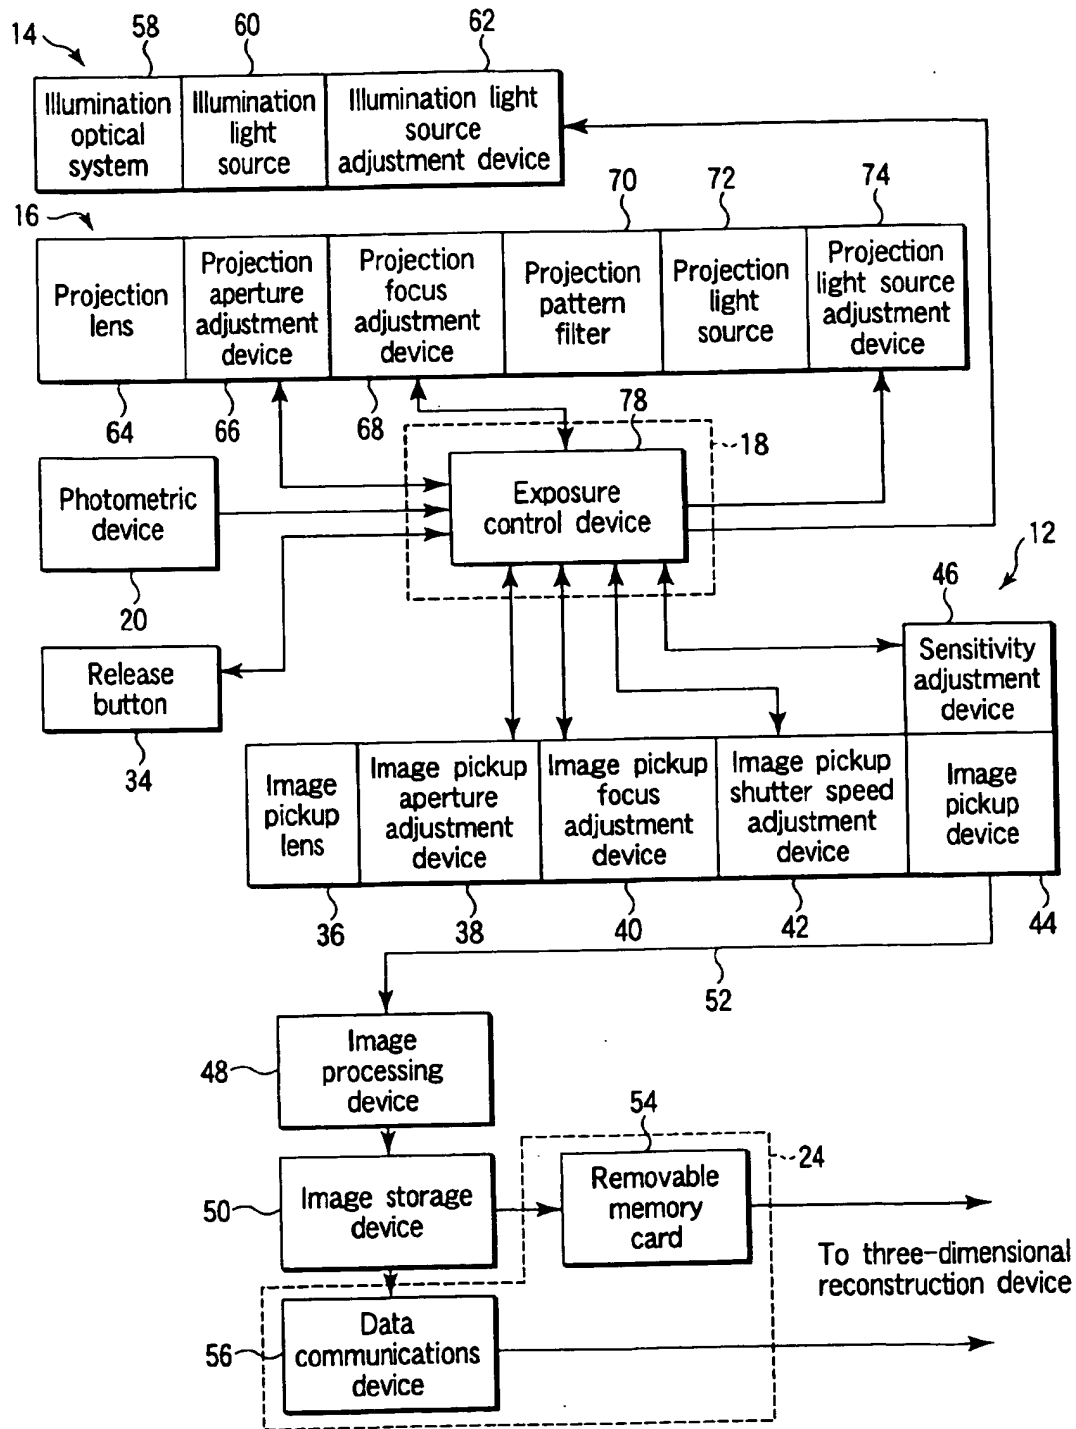 14
58
60
62
Illumination
optical
system
Illumination
light
source
Illumination light
source
adjustment device
70
72
74
16
Projection
lens
Projection
aperture
adjustment
device
Projection
focus
adjustment
device
Projection
pattern
filter
Projection
light
source
Projection
light source
adjustment
device
64
66
68
78
18
Photometric
device
Exposure
control device
20
12
46
Release
button
34
Sensitivity
adjustment
device
Image
pickup
lens
Image pickup
aperture
adjustment
device
Image pickup
focus
adjustment
device
Image pickup
shutter speed
adjustment
device
Image
pickup
device
36
38
40
42
44
52
Image
processing
device
48
54
24
Image storage
device
50
Removable
memory
card
To three-dimensional
reconstruction device
Data
communications
device
56